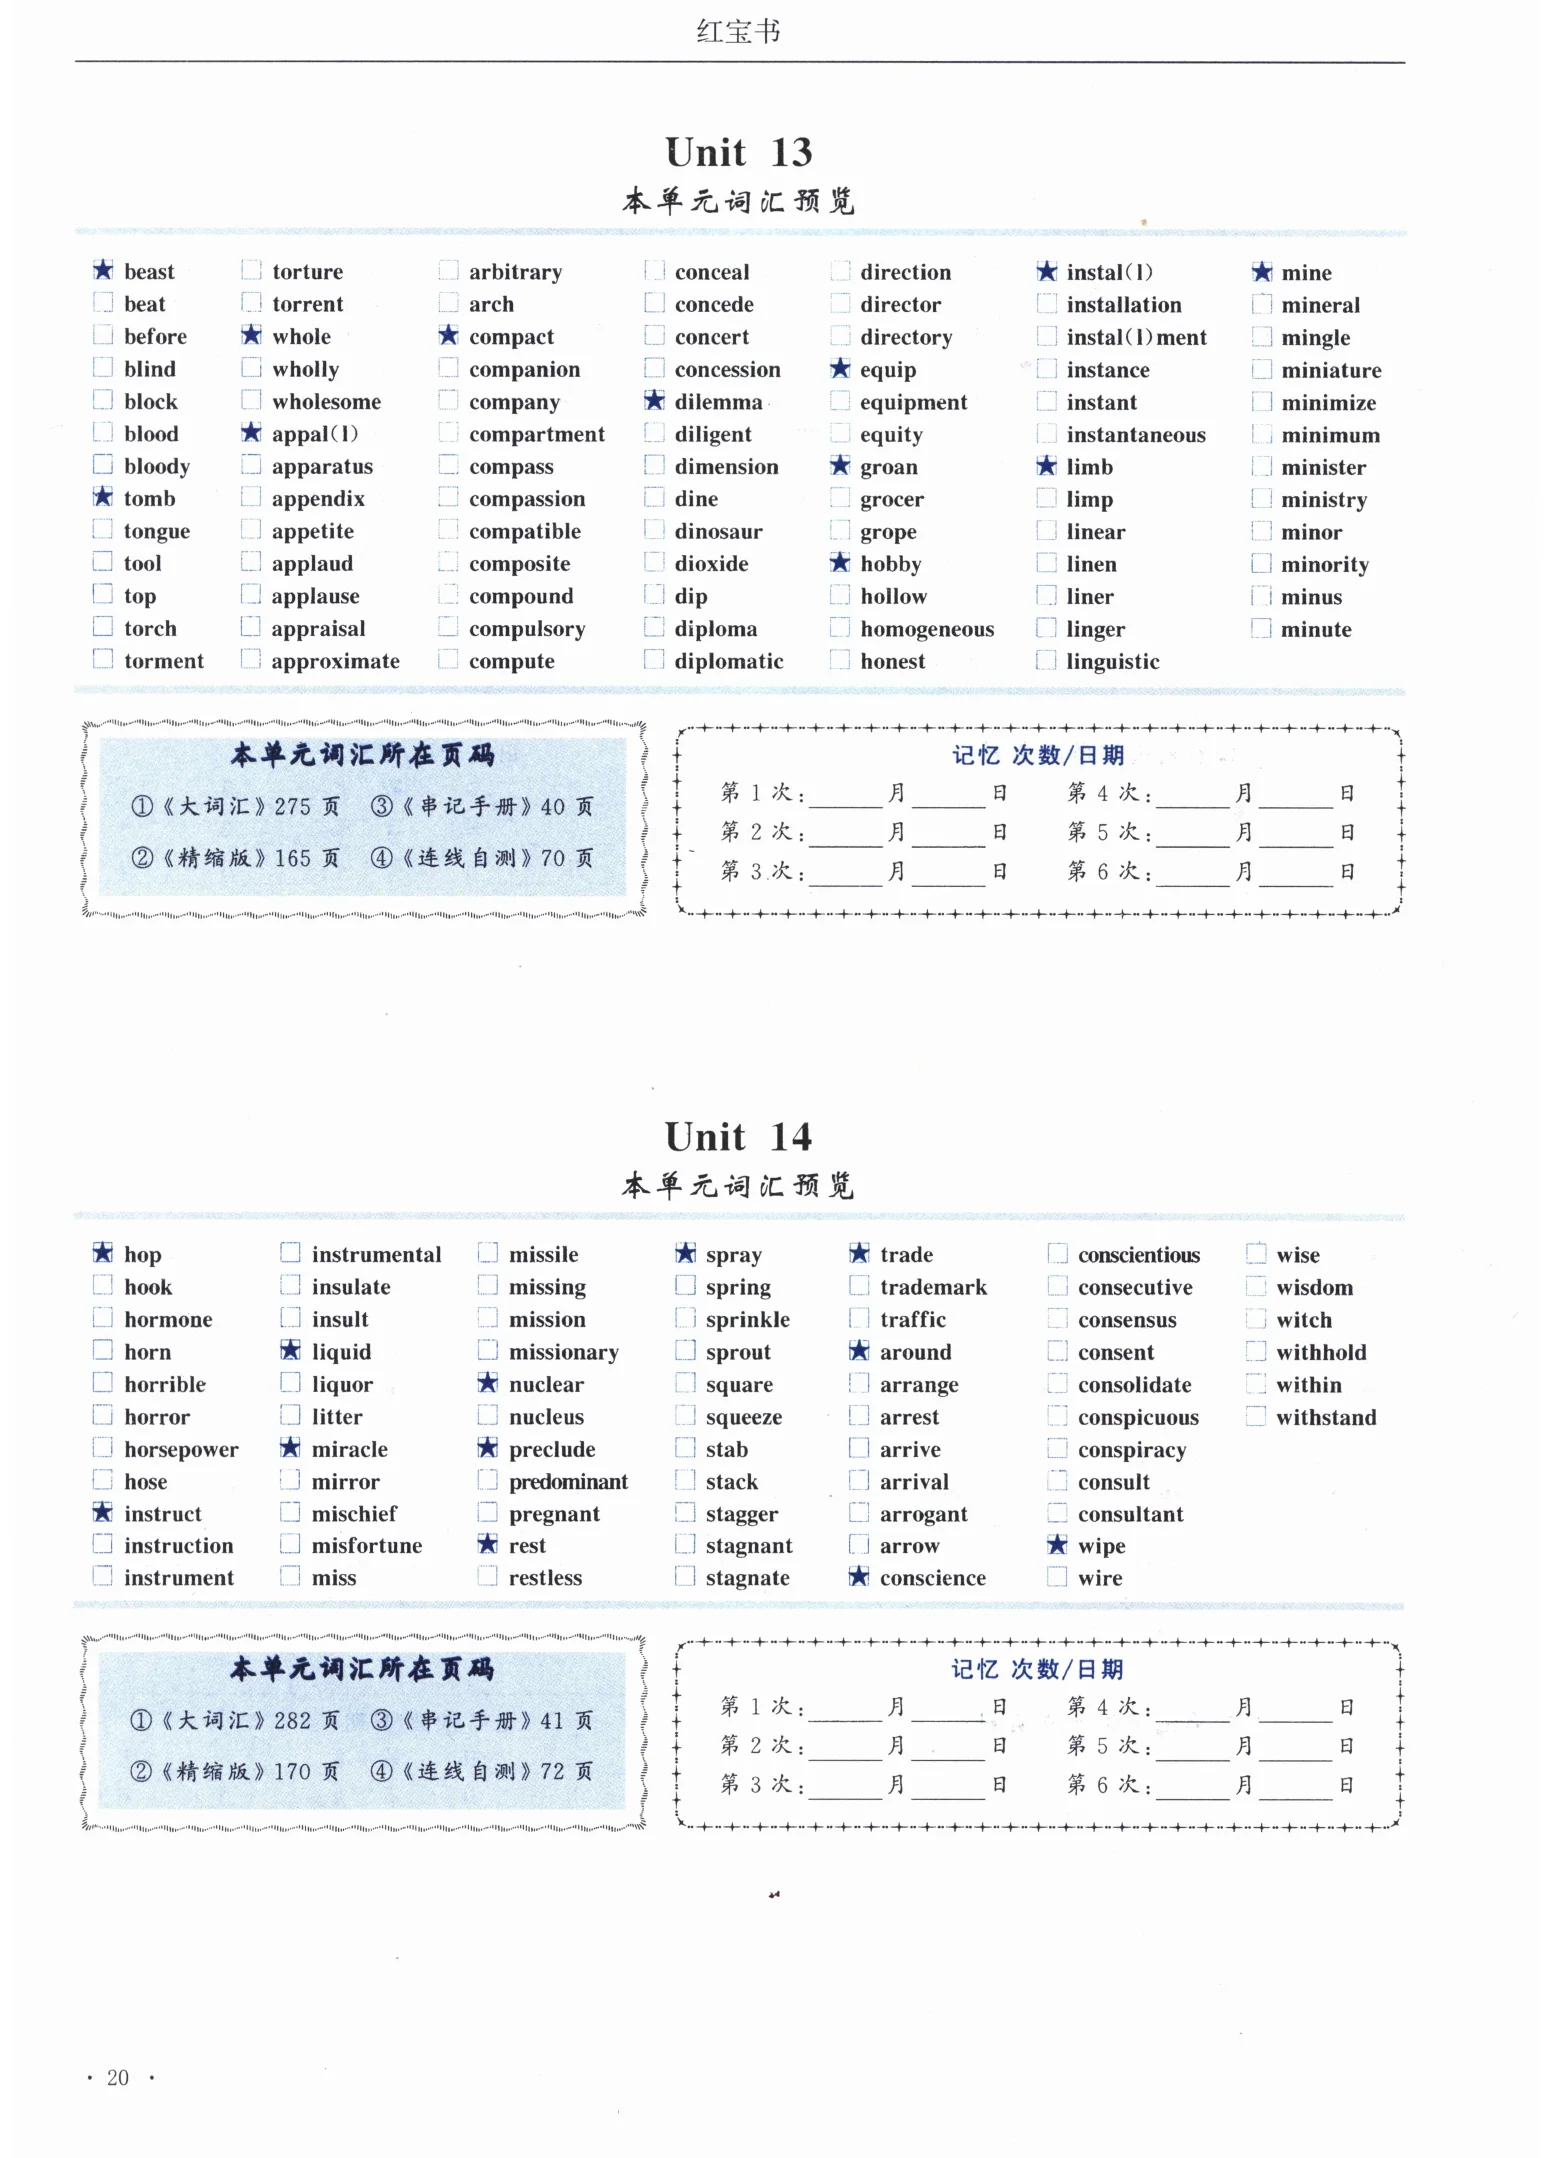 红宝书
Unit 13
本单元词汇预览
★ beast □ torture □ arbitrary □ conceal □ direction ★ instal(l) ★ mine
□ beat □ torrent □ arch □ concede □ director □ installation □ mineral
□ before ★ whole ★ compact □ concert □ directory □ instal(l)ment □ mingle
□ blind □ wholly □ companion □ concession ★ equip □ instance □ miniature
□ block □ wholesome □ company ★ dilemma □ equipment □ instant □ minimize
□ blood ★ appal(l) □ compartment □ diligent □ equity □ instantaneous □ minimum
□ bloody □ apparatus □ compass □ dimension ★ groan ★ limb □ minister
★ tomb □ appendix □ compassion □ dine □ grocer □ limp □ ministry
□ tongue □ appetite □ compatible □ dinosaur □ grope □ linear □ minor
□ tool □ applaud □ composite □ dioxide ★ hobby □ linen □ minority
□ top □ applause □ compound □ dip □ hollow □ liner □ minus
□ torch □ appraisal □ compulsory □ diploma □ homogeneous □ linger □ minute
□ torment □ approximate □ compute □ diplomatic □ honest □ linguistic
本单元词汇所在页码
①《大词汇》275 页 ③《串记手册》40 页
②《精缩版》165 页 ④《连线自测》70 页
记忆 次数/日期
第 1 次:______月______日 第 4 次:______月______日
第 2 次:______月______日 第 5 次:______月______日
第 3 次:______月______日 第 6 次:______月______日
Unit 14
本单元词汇预览
★ hop □ instrumental □ missile ★ spray ★ trade □ conscientious □ wise
□ hook □ insulate □ missing □ spring □ trademark □ consecutive □ wisdom
□ hormone □ insult □ mission □ sprinkle □ traffic □ consensus □ witch
□ horn ★ liquid □ missionary □ sprout ★ around □ consent □ withhold
□ horrible □ liquor ★ nuclear □ square □ arrange □ consolidate □ within
□ horror □ litter □ nucleus □ squeeze □ arrest □ conspicuous □ withstand
□ horsepower ★ miracle ★ preclude □ stab □ arrive □ conspiracy
□ hose □ mirror □ predominant □ stack □ arrival □ consult
★ instruct □ mischief □ pregnant □ stagger □ arrogant □ consultant
□ instruction □ misfortune ★ rest □ stagnant □ arrow ★ wipe
□ instrument □ miss □ restless □ stagnate ★ conscience □ wire
本单元词汇所在页码
①《大词汇》282 页 ③《串记手册》41 页
②《精缩版》170 页 ④《连线自测》72 页
记忆 次数/日期
第 1 次:______月______日 第 4 次:______月______日
第 2 次:______月______日 第 5 次:______月______日
第 3 次:______月______日 第 6 次:______月______日
· 20 ·